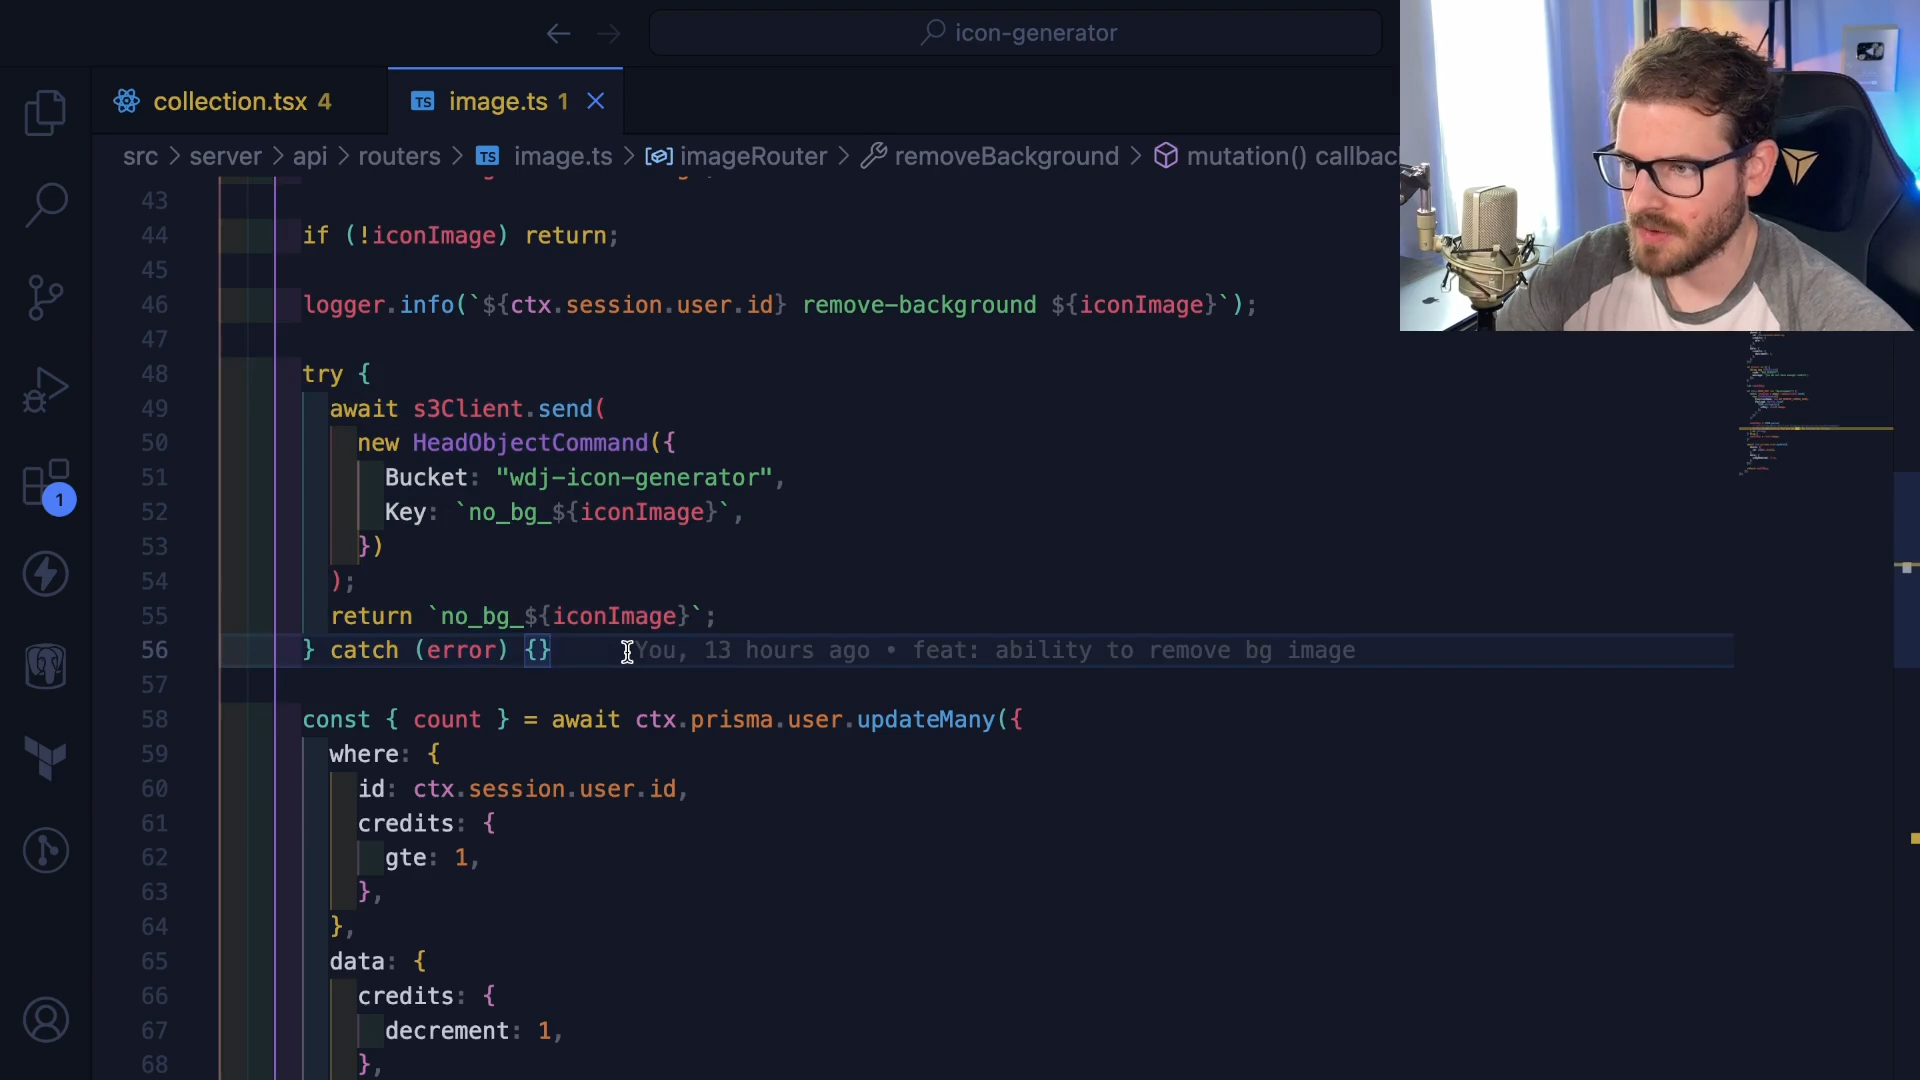 icon-generator
collection.tsx 4
TS image.ts 1
src > server > api > routers > TS image.ts > imageRouter > removeBackground > mutation() callbac
43
44 if (!iconImage) return;
45
46 logger.info(`${ctx.session.user.id} remove-background ${iconImage}`);
47
48 try {
49 await s3Client.send(
50 new HeadObjectCommand({
51 Bucket: "wdj-icon-generator",
52 Key: `no_bg_${iconImage}`,
53 })
54 );
55 return `no_bg_${iconImage}`;
56 } catch (error) {} You, 13 hours ago • feat: ability to remove bg image
57
58 const { count } = await ctx.prisma.user.updateMany({
59 where: {
60 id: ctx.session.user.id,
61 credits: {
62 gte: 1,
63 },
64 },
65 data: {
66 credits: {
67 decrement: 1,
68 },
1